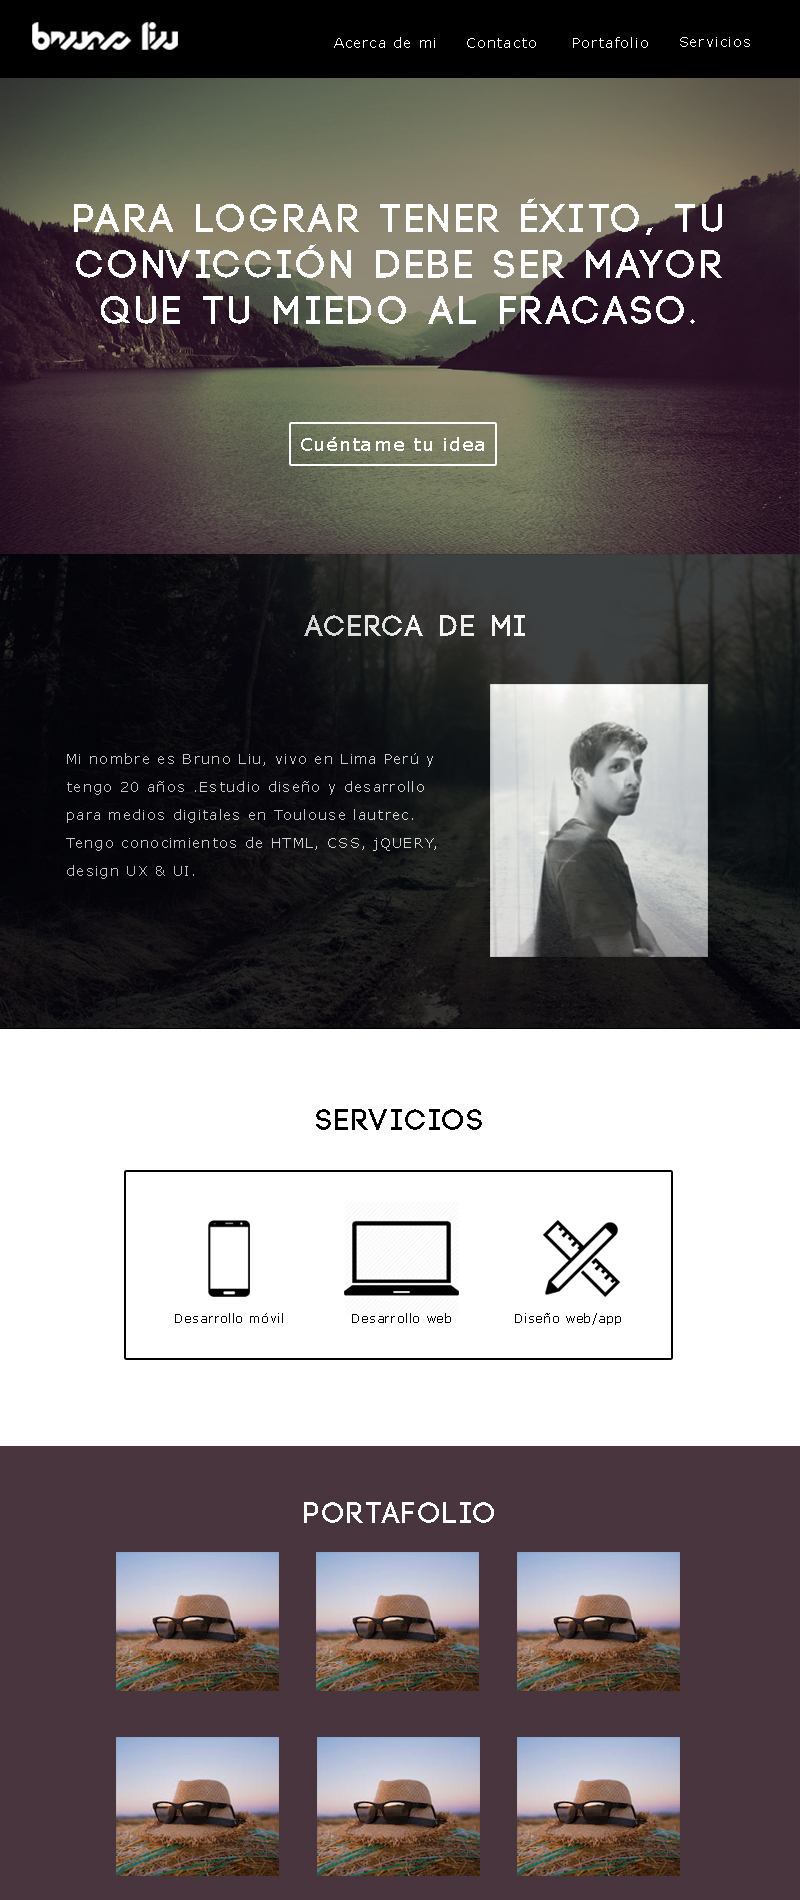 bruno liu
Acerca de mi
Contacto
Portafolio
Servicios
PARA LOGRAR TENER ÉXITO, TU
CONVICCIÓN DEBE SER MAYOR
QUE TU MIEDO AL FRACASO.
Cuéntame tu idea
ACERCA DE MI
Mi nombre es Bruno Liu, vivo en Lima Perú y
tengo 20 años .Estudio diseño y desarrollo
para medios digitales en Toulouse lautrec.
Tengo conocimientos de HTML, CSS, jQUERY,
design UX & UI.
SERVICIOS
Desarrollo móvil
Desarrollo web
Diseño web/app
PORTAFOLIO